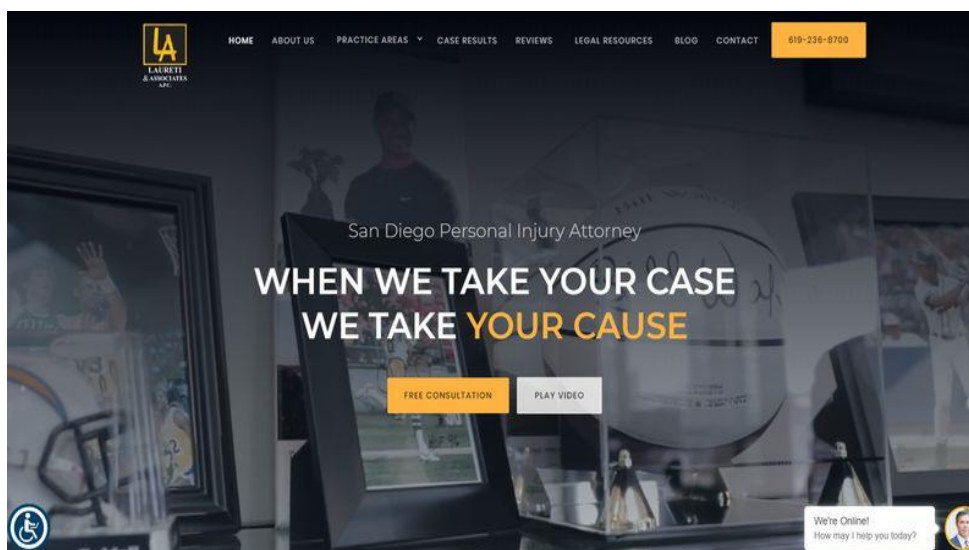 LA
LAURETI
& ASSOCIATES
A.P.C.
HOME ABOUT US PRACTICE AREAS CASE RESULTS REVIEWS LEGAL RESOURCES BLOG CONTACT 619-236-6700
San Diego Personal Injury Attorney
WHEN WE TAKE YOUR CASE
WE TAKE YOUR CAUSE
FREE CONSULTATION PLAY VIDEO
We're Online!
How may I help you today?